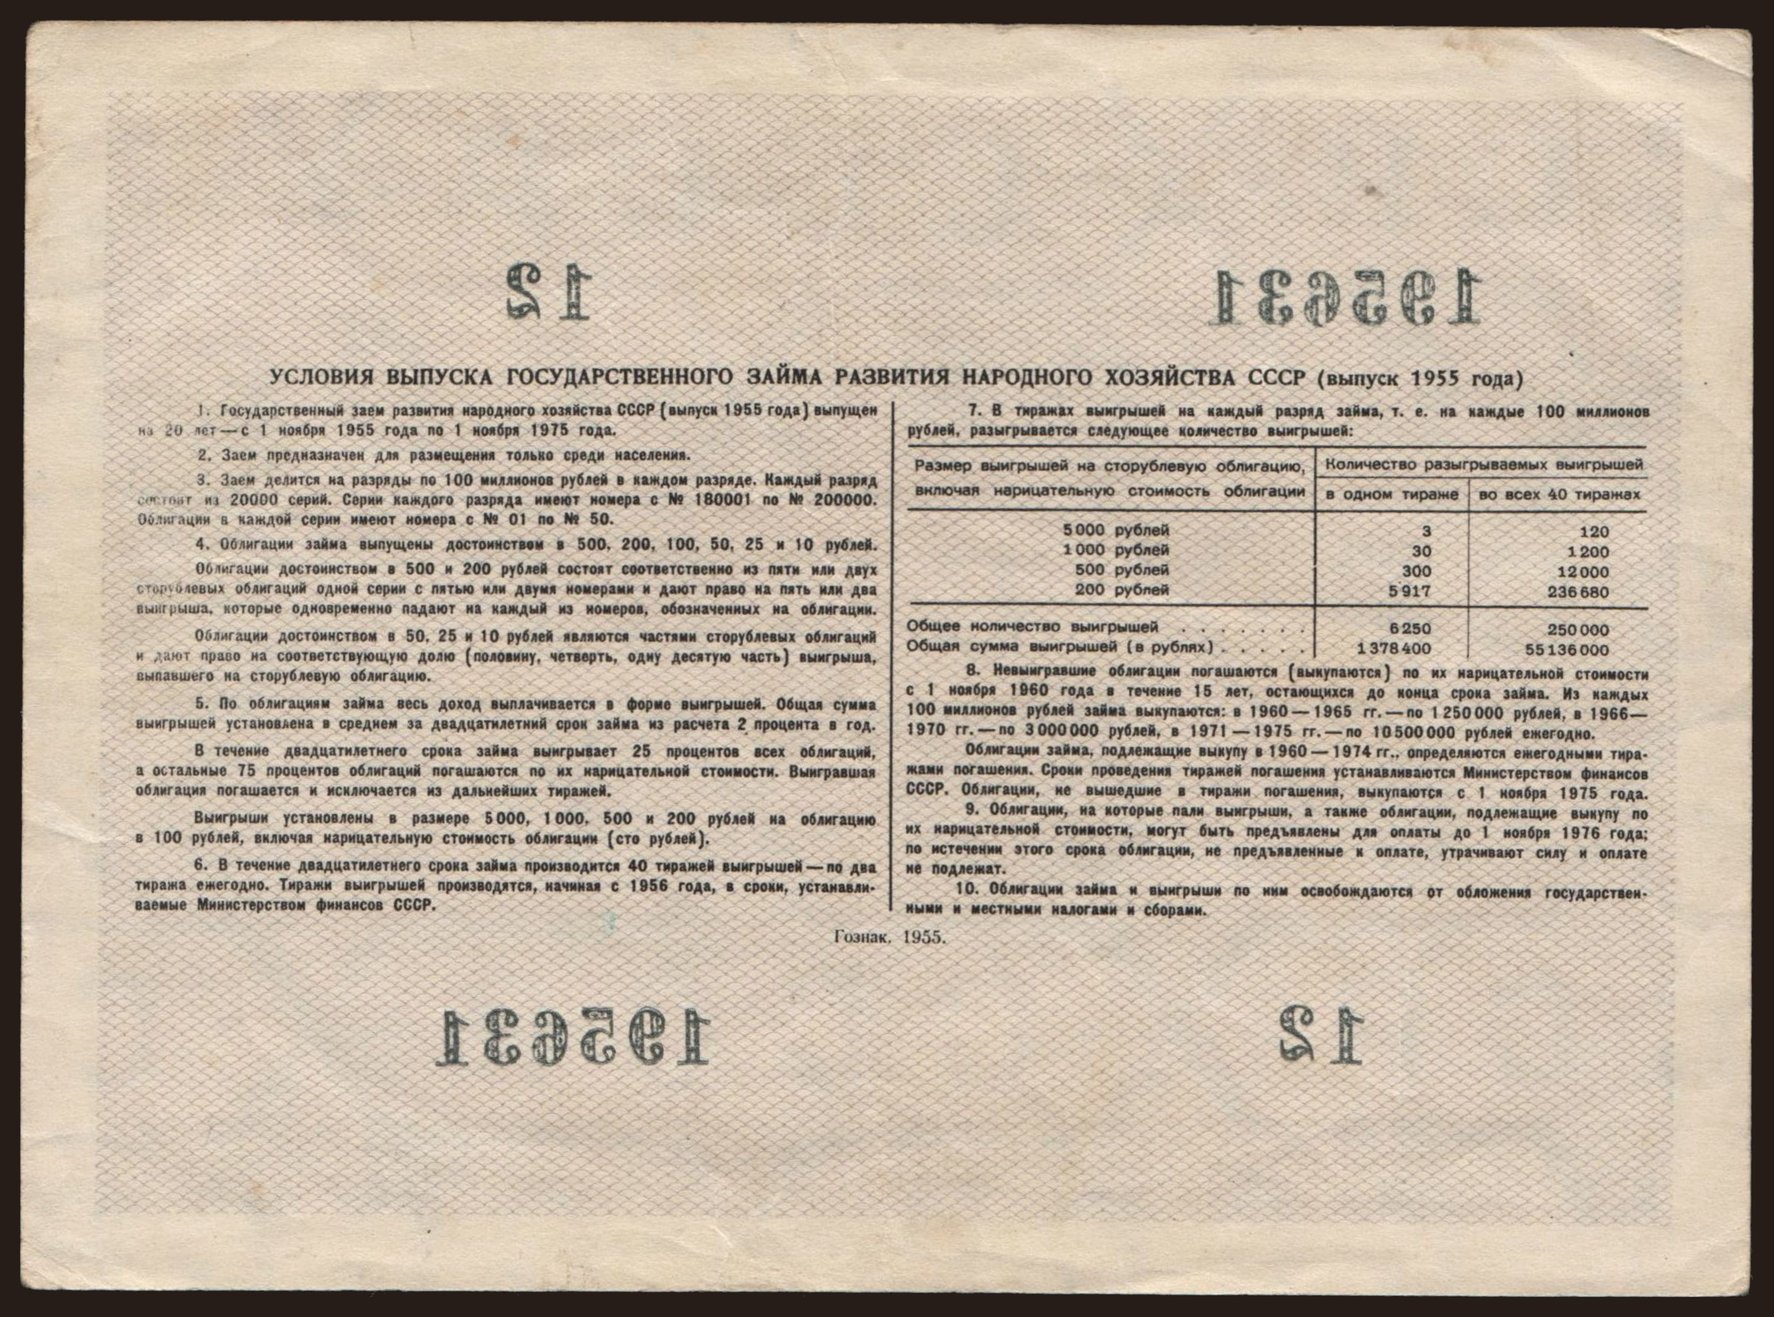 12 195631
УСЛОВИЯ ВЫПУСКА ГОСУДАРСТВЕННОГО ЗАЙМА РАЗВИТИЯ НАРОДНОГО ХОЗЯЙСТВА СССР (выпуск 1955 года)
1. Государственный заем развития народного хозяйства СССР (выпуск 1955 года) выпущен
на 20 лет — с 1 ноября 1955 года по 1 ноября 1975 года.
2. Заем предназначен для размещения только среди населения.
3. Заем делится на разряды по 100 миллионов рублей в каждом разряде. Каждый разряд
состоит из 20000 серий. Серии каждого разряда имеют номера с № 180001 по № 200000.
Облигации в каждой серии имеют номера с № 01 по № 50.
4. Облигации займа выпущены достоинством в 500, 200, 100, 50, 25 и 10 рублей.
Облигации достоинством в 500 и 200 рублей состоят соответственно из пяти или двух
сторублевых облигаций одной серии с пятью или двумя номерами и дают право на пять или два
выигрыша, которые одновременно падают на каждый из номеров, обозначенных на облигации.
Облигации достоинством в 50, 25 и 10 рублей являются частями сторублевых облигаций
и дают право на соответствующую долю (половину, четверть, одну десятую часть) выигрыша,
выпавшего на сторублевую облигацию.
5. По облигациям займа весь доход выплачивается в форме выигрышей. Общая сумма
выигрышей установлена в среднем за двадцатилетний срок займа из расчета 2 процента в год.
В течение двадцатилетнего срока займа выигрывает 25 процентов всех облигаций,
а остальные 75 процентов облигаций погашаются по их нарицательной стоимости. Выигравшая
облигация погашается и исключается из дальнейших тиражей.
Выигрыши установлены в размере 5000, 1000, 500 и 200 рублей на облигацию
в 100 рублей, включая нарицательную стоимость облигации (сто рублей).
6. В течение двадцатилетнего срока займа производится 40 тиражей выигрышей — по два
тиража ежегодно. Тиражи выигрышей производятся, начиная с 1956 года, в сроки, устанавли-
ваемые Министерством финансов СССР.
7. В тиражах выигрышей на каждый разряд займа, т. е. на каждые 100 миллионов
рублей, разыгрывается следующее количество выигрышей:
Размер выигрышей на сторублевую облигацию, Количество разыгрываемых выигрышей
включая нарицательную стоимость облигации в одном тираже во всех 40 тиражах
5000 рублей 3 120
1000 рублей 30 1200
500 рублей 300 12000
200 рублей 5917 236680
Общее количество выигрышей . . . . . . . 6250 250000
Общая сумма выигрышей (в рублях) . . . . . 1378400 55136000
8. Невыигравшие облигации погашаются (выкупаются) по их нарицательной стоимости
с 1 ноября 1960 года в течение 15 лет, остающихся до конца срока займа. Из каждых
100 миллионов рублей займа выкупаются: в 1960 — 1965 гг. — по 1250000 рублей, в 1966 —
1970 гг. — по 3000000 рублей, в 1971 — 1975 гг. — по 10500000 рублей ежегодно.
Облигации займа, подлежащие выкупу в 1960 — 1974 гг., определяются ежегодными тира-
жами погашения. Сроки проведения тиражей погашения устанавливаются Министерством финансов
СССР. Облигации, не вышедшие в тиражи погашения, выкупаются с 1 ноября 1975 года.
9. Облигации, на которые пали выигрыши, а также облигации, подлежащие выкупу по
их нарицательной стоимости, могут быть предъявлены для оплаты до 1 ноября 1976 года;
по истечении этого срока облигации, не предъявленные к оплате, утрачивают силу и оплате
не подлежат.
10. Облигации займа и выигрыши по ним освобождаются от обложения государствен-
ными и местными налогами и сборами.
Гознак. 1955.
195631 12